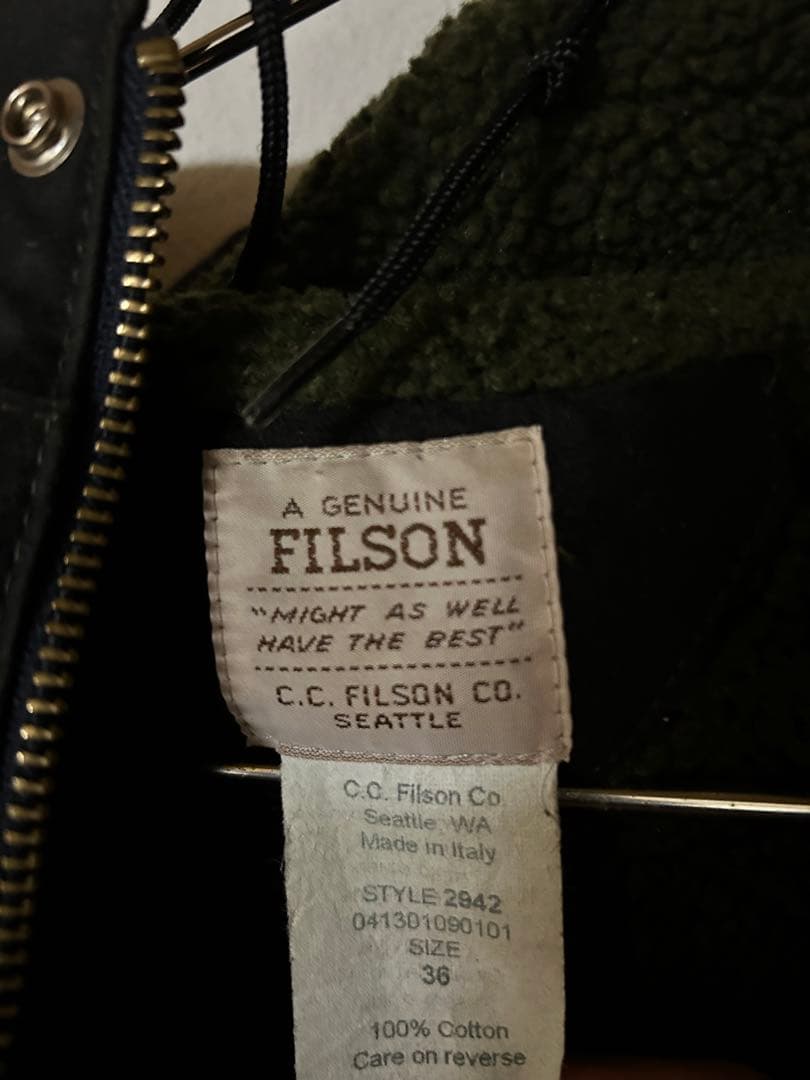 A GENUINE
FILSON
"MIGHT AS WELL
HAVE THE BEST"
C.C. FILSON CO.
SEATTLE
C.C. Filson Co.
Seattle, WA
Made in Italy
STYLE 2942
041301090101
SIZE
36
100% Cotton
Care on reverse